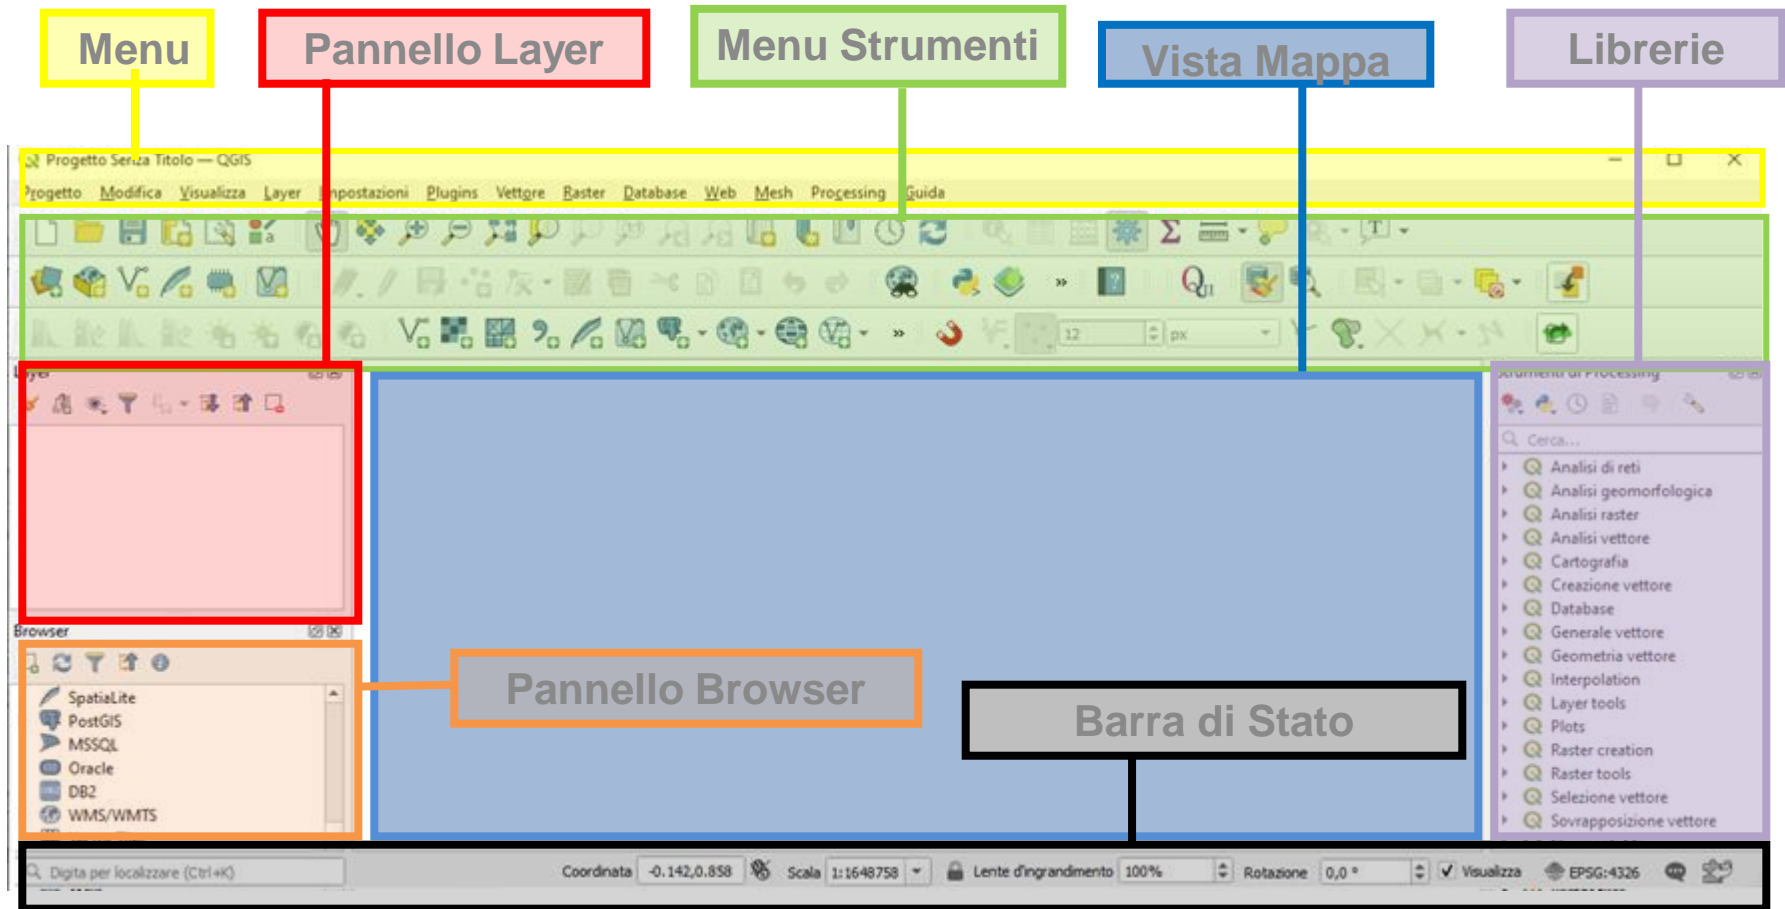 Menu
Pannello Layer
Menu Strumenti
Vista Mappa
Librerie
Progetto Senza Titolo — QGIS
Progetto Modifica Visualizza Layer Impostazioni Plugins Vettore Raster Database Web Mesh Processing Guida
12 px
Layer
Strumenti di Processing
Cerca...
Analisi di reti
Analisi geomorfologica
Analisi raster
Analisi vettore
Cartografia
Creazione vettore
Database
Generale vettore
Geometria vettore
Interpolation
Layer tools
Plots
Raster creation
Raster tools
Selezione vettore
Sovrapposizione vettore
Browser
SpatiaLite
PostGIS
MSSQL
Oracle
DB2
WMS/WMTS
Pannello Browser
Barra di Stato
Digita per localizzare (Ctrl+K) Coordinata -0.142,0.858 Scala 1:1648758 Lente d'ingrandimento 100% Rotazione 0,0 ° Visualizza EPSG:4326